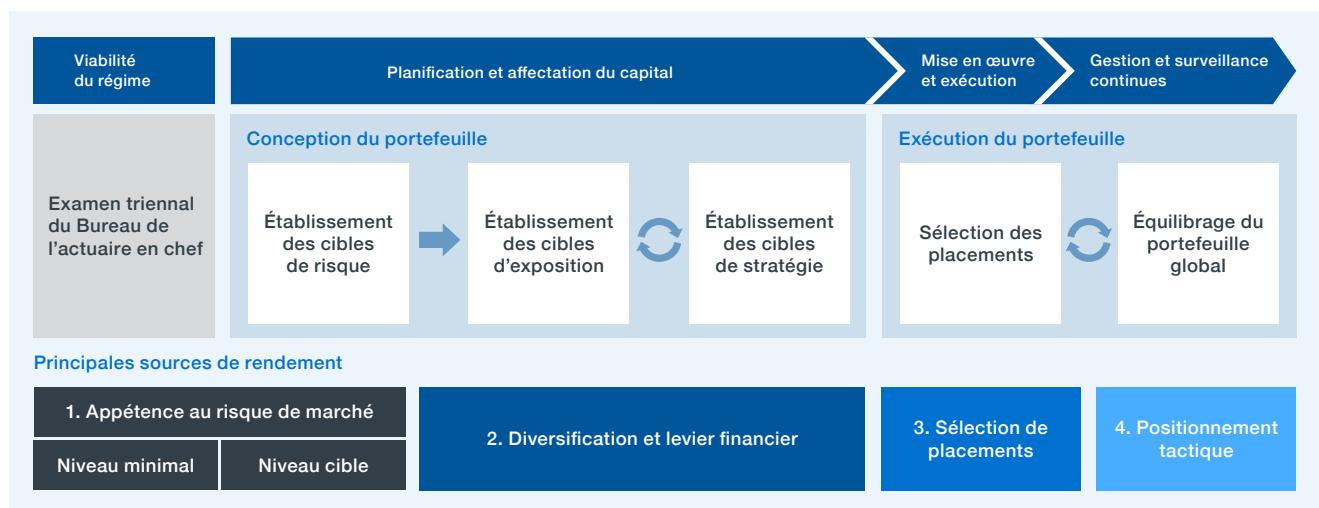 Viabilité
du régime
Planification et affectation du capital
Mise en œuvre
et exécution
Gestion et surveillance
continues
Examen triennal
du Bureau de
l’actuaire en chef
Conception du portefeuille
Établissement
des cibles
de risque
Établissement
des cibles
d’exposition
Établissement
des cibles
de stratégie
Exécution du portefeuille
Sélection des
placements
Équilibrage du
portefeuille
global
Principales sources de rendement
1. Appétence au risque de marché
Niveau minimal
Niveau cible
2. Diversification et levier financier
3. Sélection de
placements
4. Positionnement
tactique